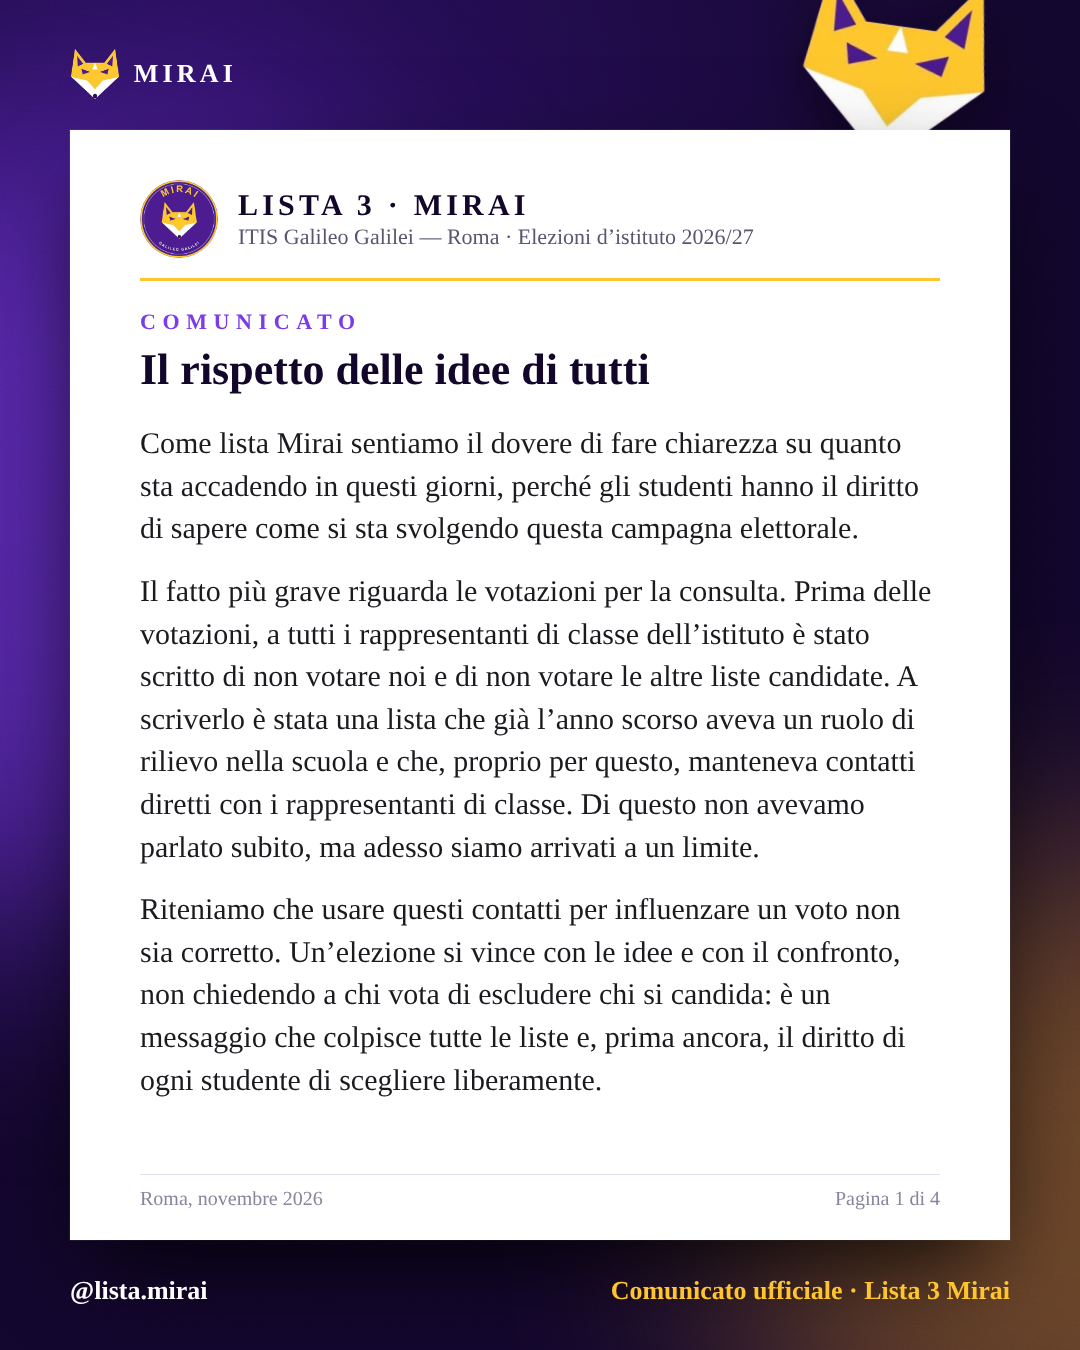 MIRAI
MIRAI
GALILEO GALILEI
LISTA 3 · MIRAI
ITIS Galileo Galilei — Roma · Elezioni d’istituto 2026/27
COMUNICATO
Il rispetto delle idee di tutti
Come lista Mirai sentiamo il dovere di fare chiarezza su quanto
sta accadendo in questi giorni, perché gli studenti hanno il diritto
di sapere come si sta svolgendo questa campagna elettorale.
Il fatto più grave riguarda le votazioni per la consulta. Prima delle
votazioni, a tutti i rappresentanti di classe dell’istituto è stato
scritto di non votare noi e di non votare le altre liste candidate. A
scriverlo è stata una lista che già l’anno scorso aveva un ruolo di
rilievo nella scuola e che, proprio per questo, manteneva contatti
diretti con i rappresentanti di classe. Di questo non avevamo
parlato subito, ma adesso siamo arrivati a un limite.
Riteniamo che usare questi contatti per influenzare un voto non
sia corretto. Un’elezione si vince con le idee e con il confronto,
non chiedendo a chi vota di escludere chi si candida: è un
messaggio che colpisce tutte le liste e, prima ancora, il diritto di
ogni studente di scegliere liberamente.
Roma, novembre 2026
Pagina 1 di 4
@lista.mirai
Comunicato ufficiale · Lista 3 Mirai